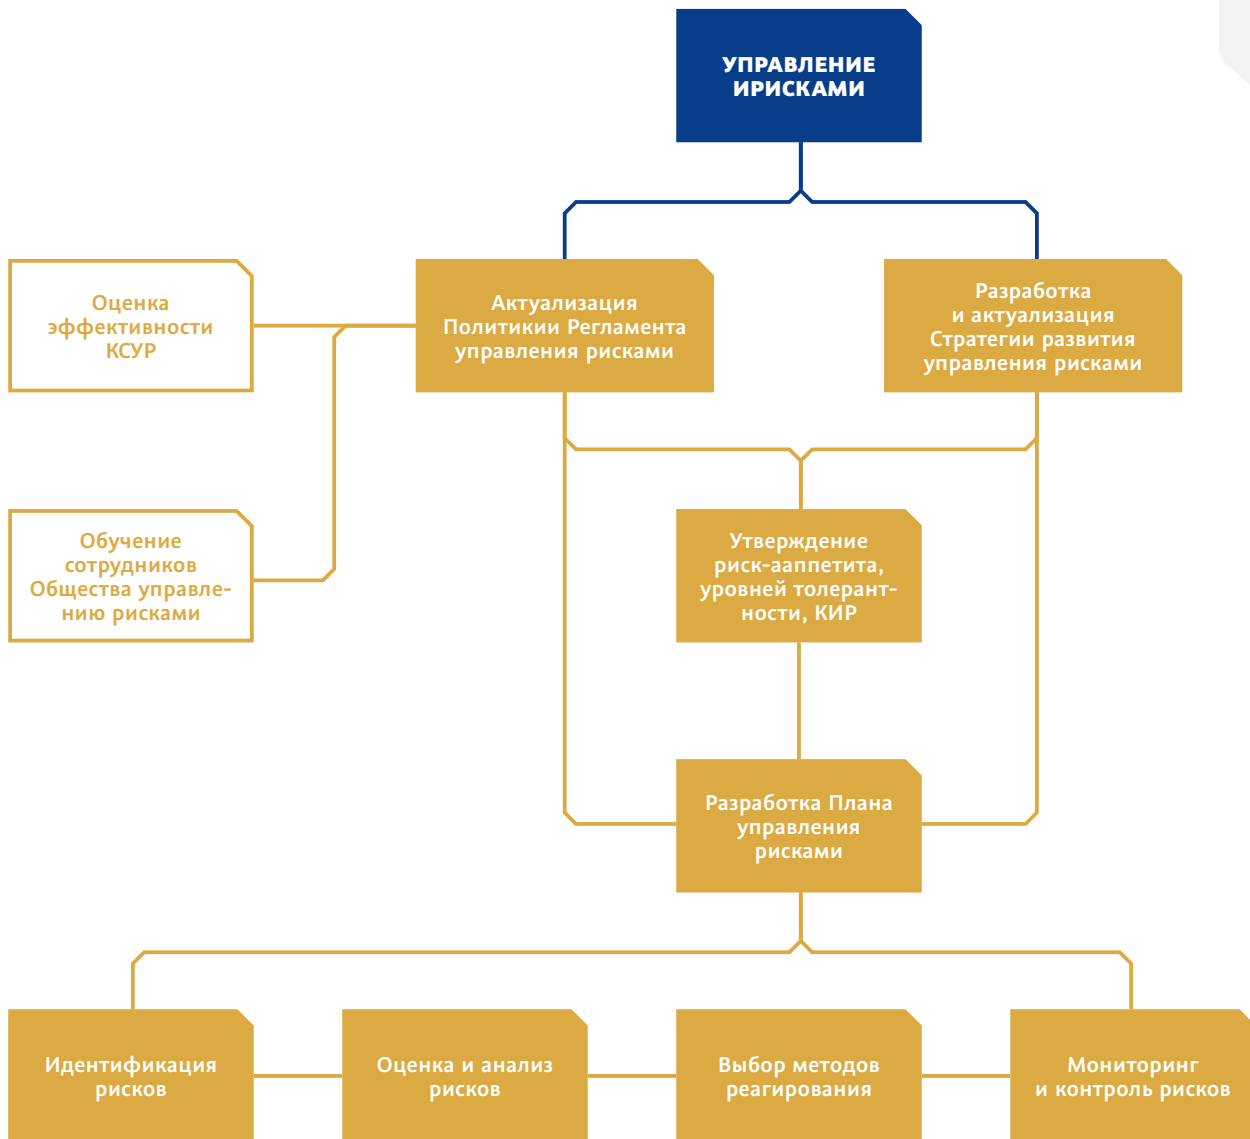 УПРАВЛЕНИЕ
ИРИСКАМИ
Оценка
эффективности
КСУР
Актуализация
Политикии Регламента
управления рисками
Разработка
и актуализация
Стратегии развития
управления рисками
Обучение
сотрудников
Общества управле-
нию рисками
Утверждение
риск-ааппетита,
уровней толерант-
ности, КИР
Разработка Плана
управления
рисками
Идентификация
рисков
Оценка и анализ
рисков
Выбор методов
реагирования
Мониторинг
и контроль рисков